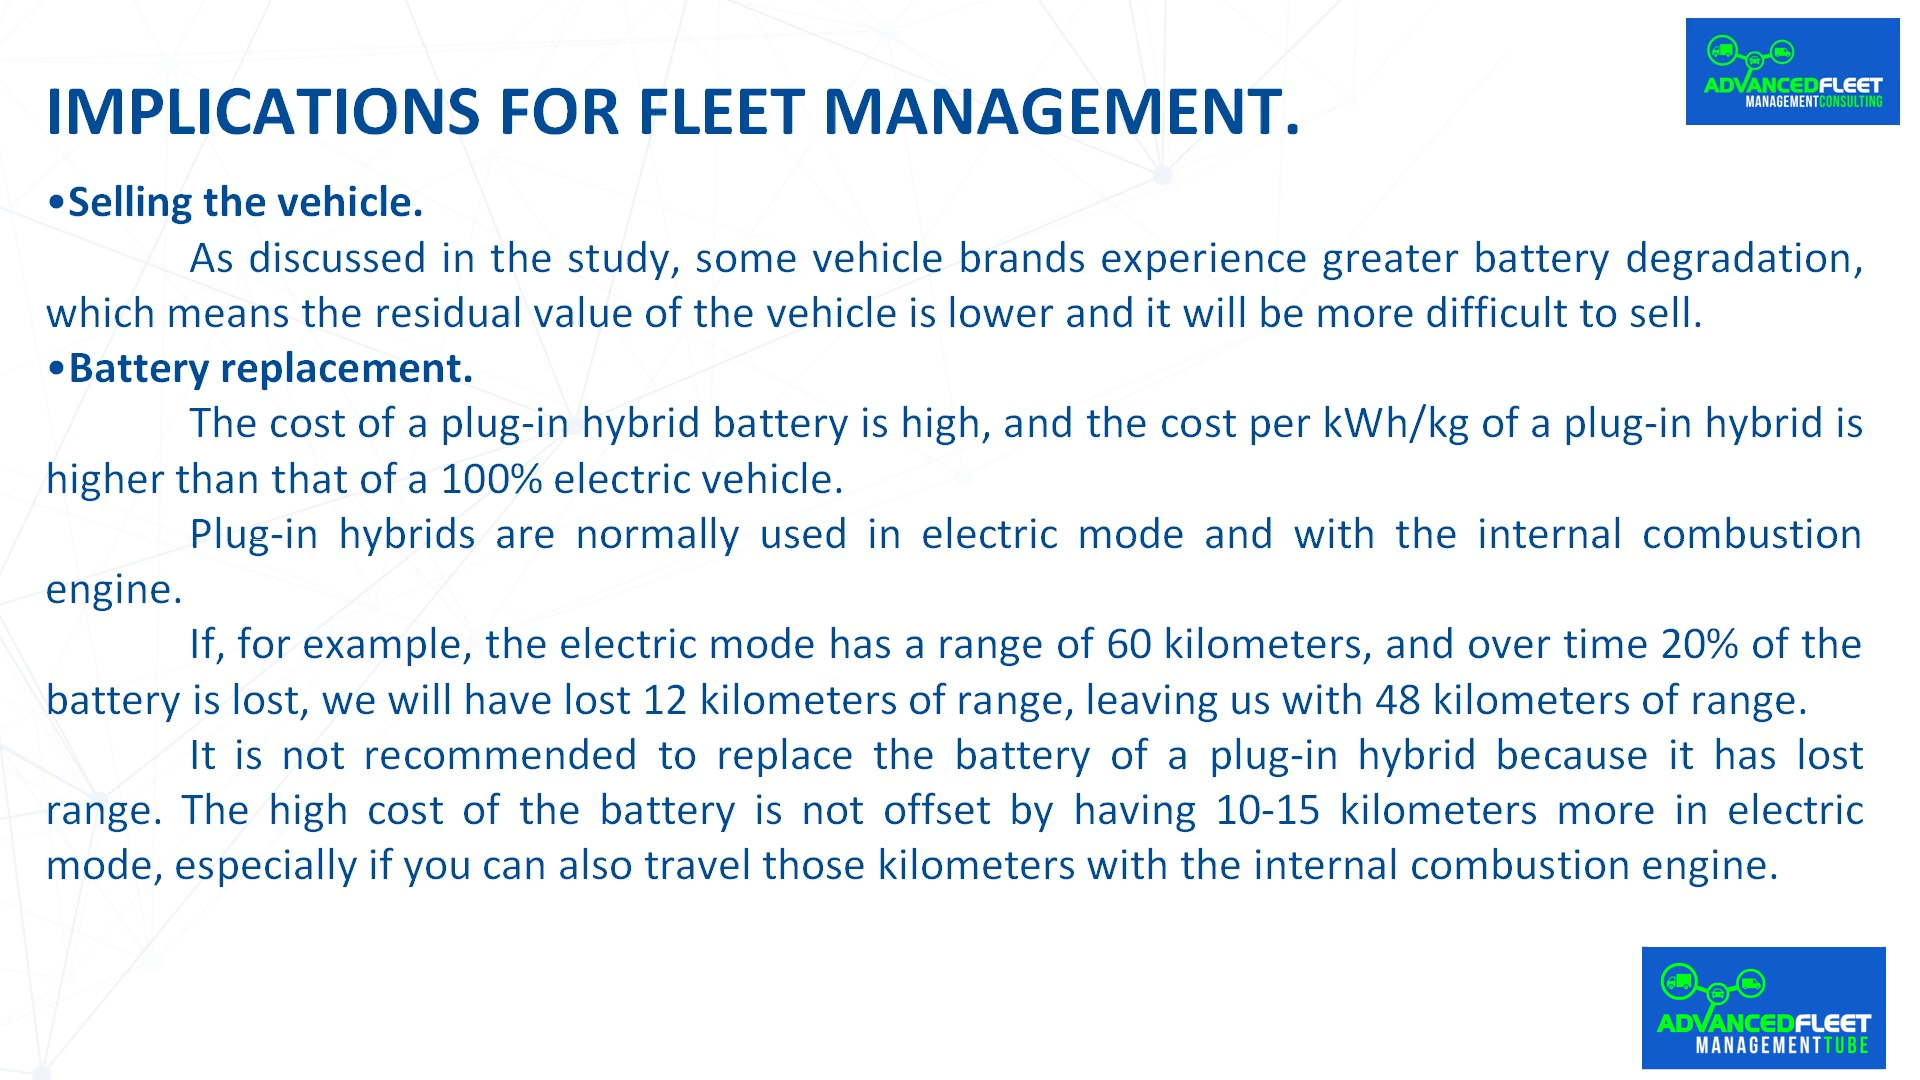 ADVANCEDFLEET
MANAGEMENTCONSULTING
IMPLICATIONS FOR FLEET MANAGEMENT.
•Selling the vehicle.
As discussed in the study, some vehicle brands experience greater battery degradation,
which means the residual value of the vehicle is lower and it will be more difficult to sell.
•Battery replacement.
The cost of a plug-in hybrid battery is high, and the cost per kWh/kg of a plug-in hybrid is
higher than that of a 100% electric vehicle.
Plug-in hybrids are normally used in electric mode and with the internal combustion
engine.
If, for example, the electric mode has a range of 60 kilometers, and over time 20% of the
battery is lost, we will have lost 12 kilometers of range, leaving us with 48 kilometers of range.
It is not recommended to replace the battery of a plug-in hybrid because it has lost
range. The high cost of the battery is not offset by having 10-15 kilometers more in electric
mode, especially if you can also travel those kilometers with the internal combustion engine.
ADVANCEDFLEET
MANAGEMENTTUBE